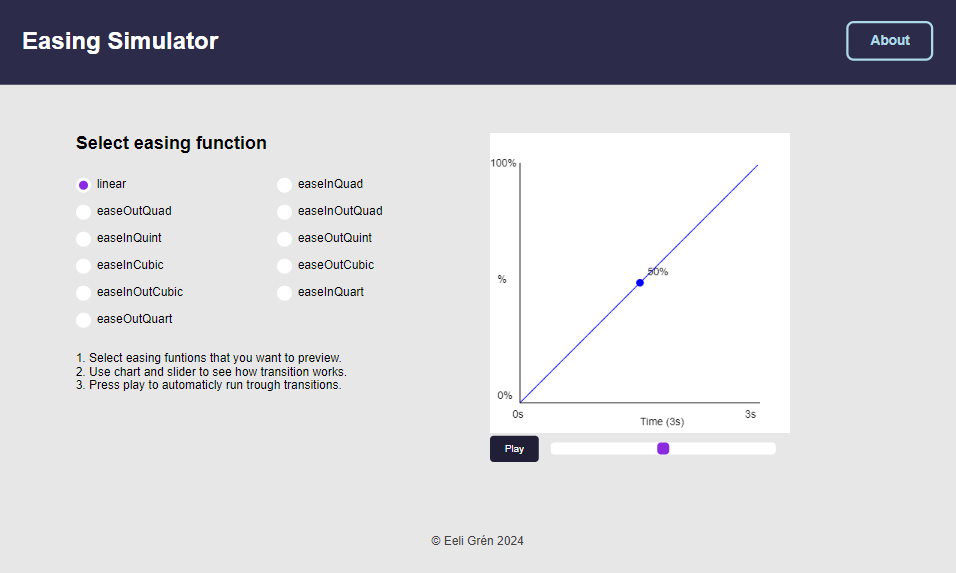 Easing Simulator
About
Select easing function
linear
easeInQuad
easeOutQuad
easeInOutQuad
easeInQuint
easeOutQuint
easeInCubic
easeOutCubic
easeInOutCubic
easeInQuart
easeOutQuart
1. Select easing funtions that you want to preview.
2. Use chart and slider to see how transition works.
3. Press play to automaticly run trough transitions.
100%
50%
%
0%
0s
3s
Time (3s)
Play
© Eeli Grén 2024